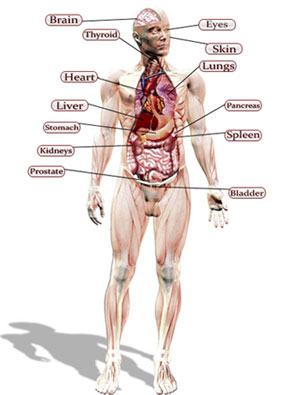 Brain
Eyes
Thyroid
Skin
Lungs
Heart
Liver
Pancreas
Stomach
Spleen
Kidneys
Prostate
Bladder